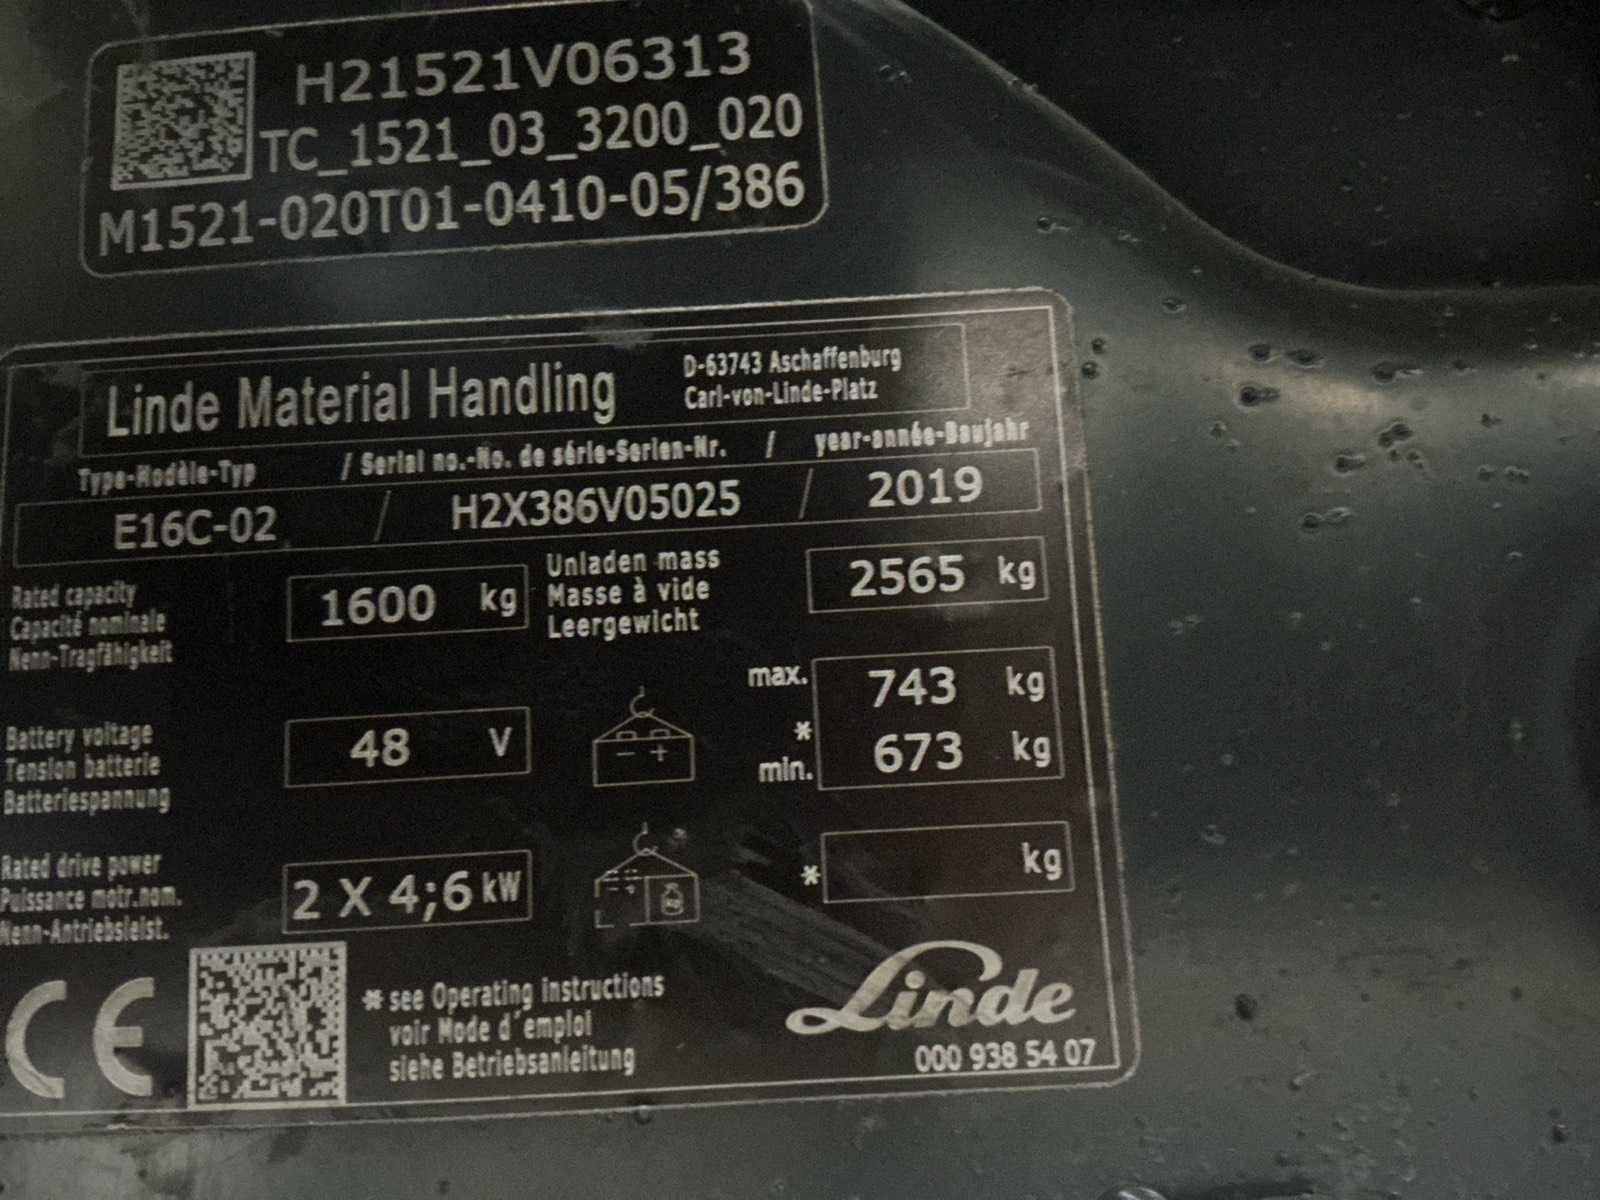 H21521V06313
TC_1521_03_3200_020
M1521-020T01-0410-05/386
Linde Material Handling
D-63743 Aschaffenburg
Carl-von-Linde-Platz
Type-Modèle-Typ / Serial no.-No. de série-Serien-Nr. / year-année-Baujahr
E16C-02 / H2X386V05025 / 2019
Rated capacity
Capacité nominale
Nenn-Tragfähigkeit
1600 kg
Unladen mass
Masse à vide
Leergewicht
2565 kg
Battery voltage
Tension batterie
Batteriespannung
48 V
- +
max. 743 kg
*
min. 673 kg
Rated drive power
Puissance motr.nom.
Nenn-Antriebsleist.
2 X 4;6 kW
* kg
CE
* see Operating instructions
voir Mode d'emploi
siehe Betriebsanleitung
Linde
000 938 54 07